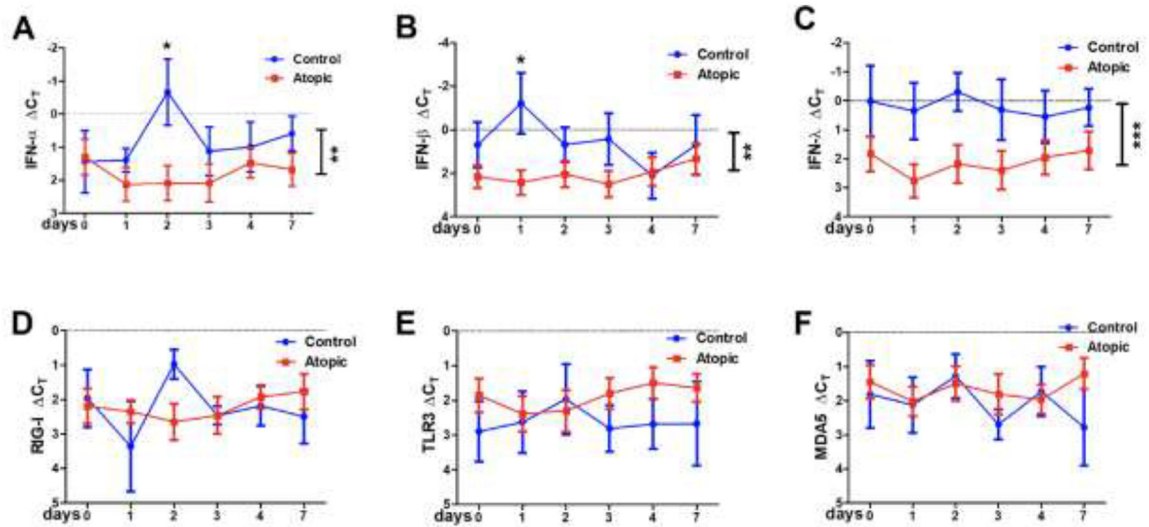 A
IFN-α ΔCT
-2
-1
0
1
2
3
*
Control
Atopic
**
days 0 1 2 3 4 7
B
IFN-β ΔCT
-4
-2
0
2
4
*
Control
Atopic
**
days 0 1 2 3 4 7
C
IFN-λ ΔCT
-2
-1
0
1
2
3
4
Control
Atopic
***
days 0 1 2 3 4 7
D
RIG-I ΔCT
0
1
2
3
4
5
Control
Atopic
days 0 1 2 3 4 7
E
TLR3 ΔCT
0
1
2
3
4
5
Control
Atopic
days 0 1 2 3 4 7
F
MDA5 ΔCT
0
1
2
3
4
5
Control
Atopic
days 0 1 2 3 4 7